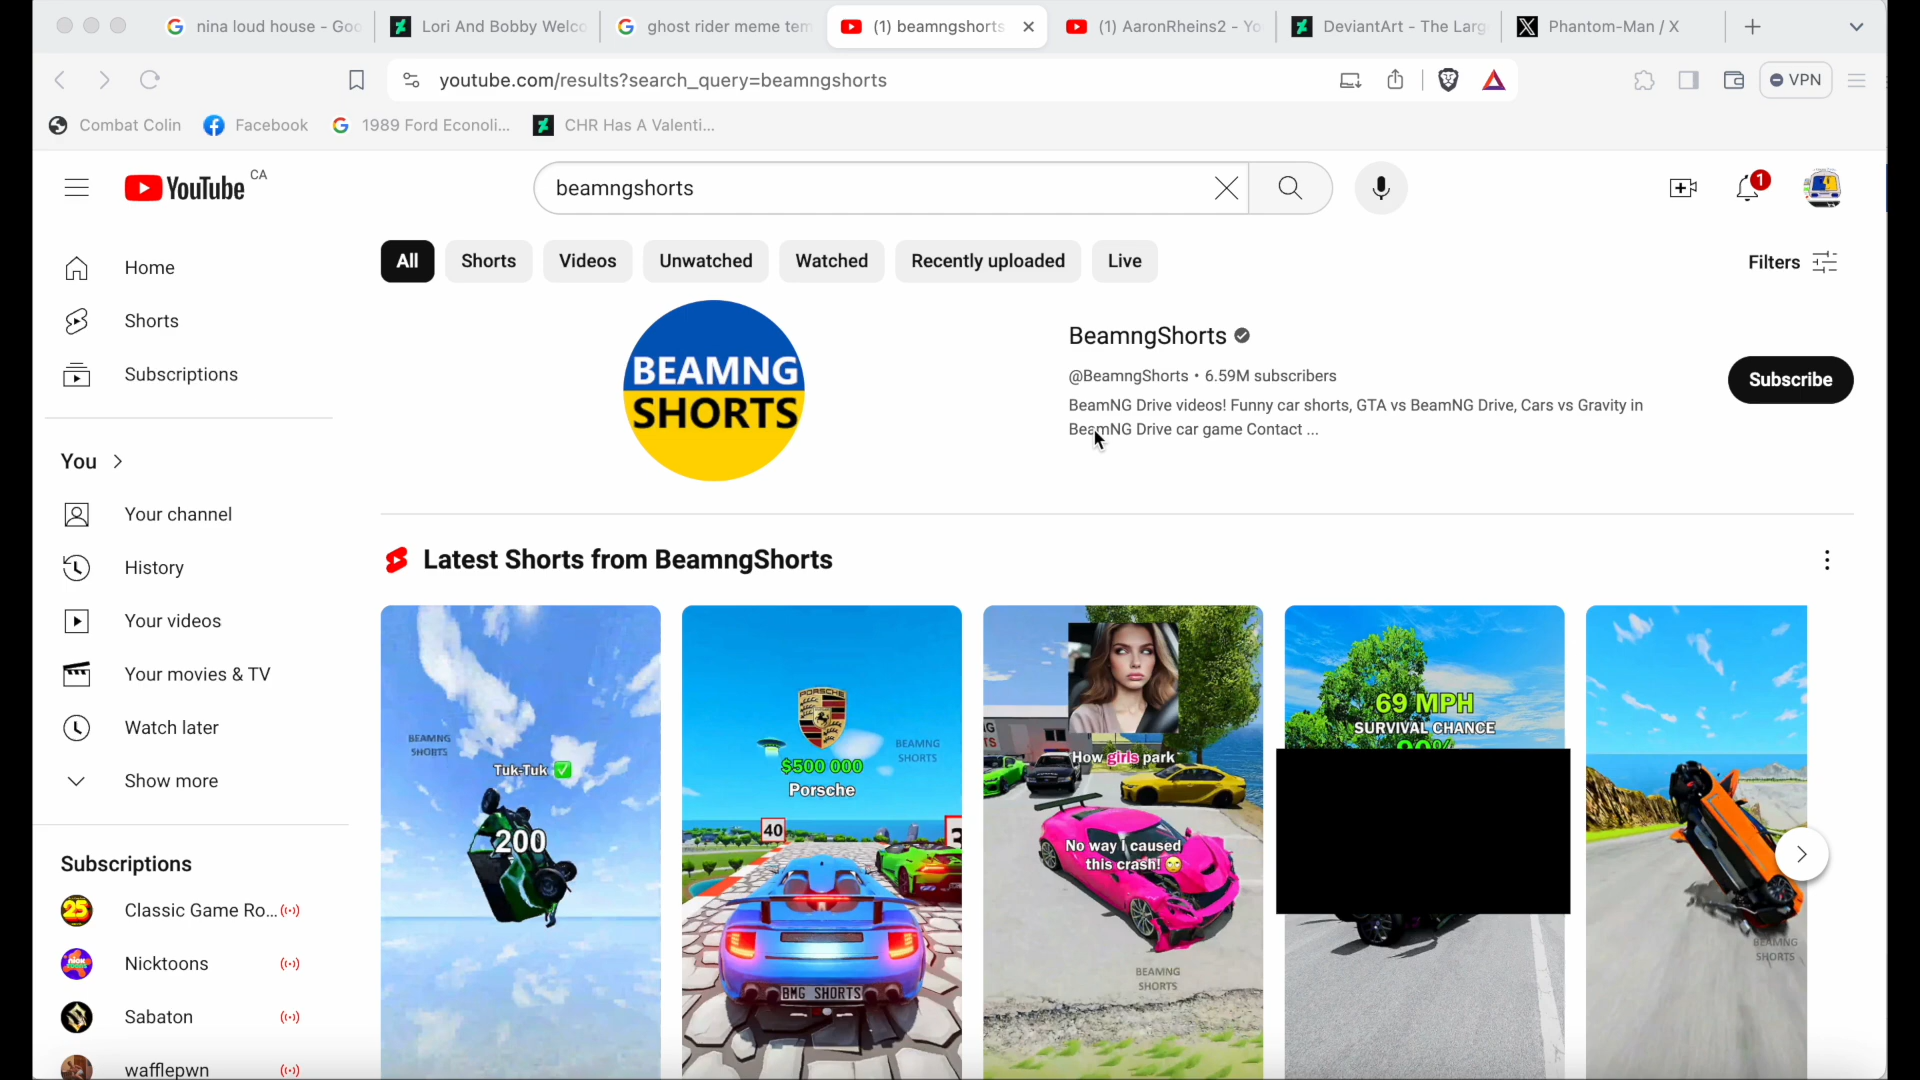 nina loud house - Goo
Lori And Bobby Welco
ghost rider meme tem
(1) beamngshorts
(1) AaronRheins2 - Yo
DeviantArt - The Larg
Phantom-Man / X
youtube.com/results?search_query=beamngshorts
VPN
Combat Colin
Facebook
1989 Ford Econoli...
CHR Has A Valenti...
YouTube CA
beamngshorts
1
Home
Shorts
Subscriptions
You
Your channel
History
Your videos
Your movies & TV
Watch later
Show more
Subscriptions
25
Classic Game Ro...
Nicktoons
Sabaton
wafflepwn
All
Shorts
Videos
Unwatched
Watched
Recently uploaded
Live
Filters
BEAMNG
SHORTS
BeamngShorts
@BeamngShorts • 6.59M subscribers
BeamNG Drive videos! Funny car shorts, GTA vs BeamNG Drive, Cars vs Gravity in
BeamNG Drive car game Contact ...
Subscribe
Latest Shorts from BeamngShorts
BEAMNG
SHORTS
Tuk-Tuk ✅
200
PORSCHE
BEAMNG
SHORTS
$500 000
Porsche
40
3
BMG SHORTS
How girls park
No way I caused
this crash! 🙄
BEAMNG
SHORTS
69 MPH
SURVIVAL CHANCE
BEAMNG
SHORTS